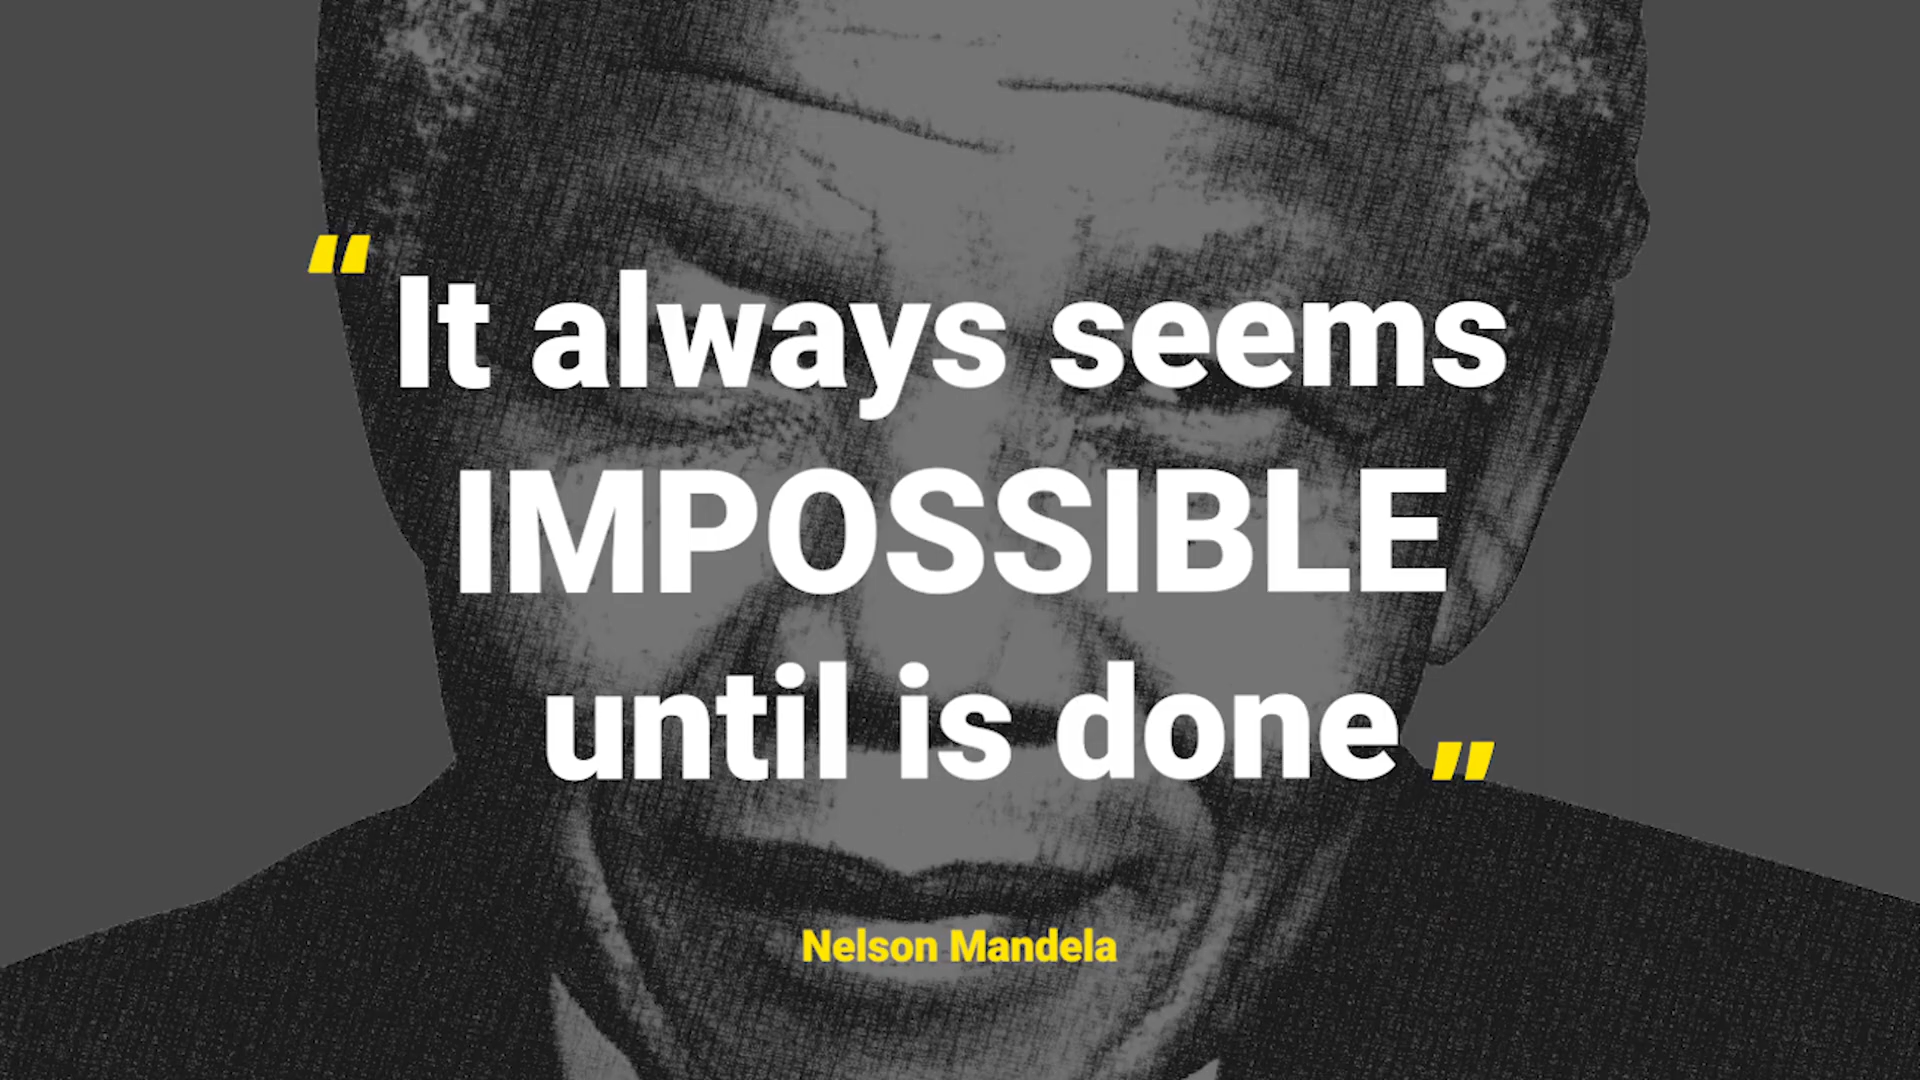 “It always seems
IMPOSSIBLE
until is done”
Nelson Mandela